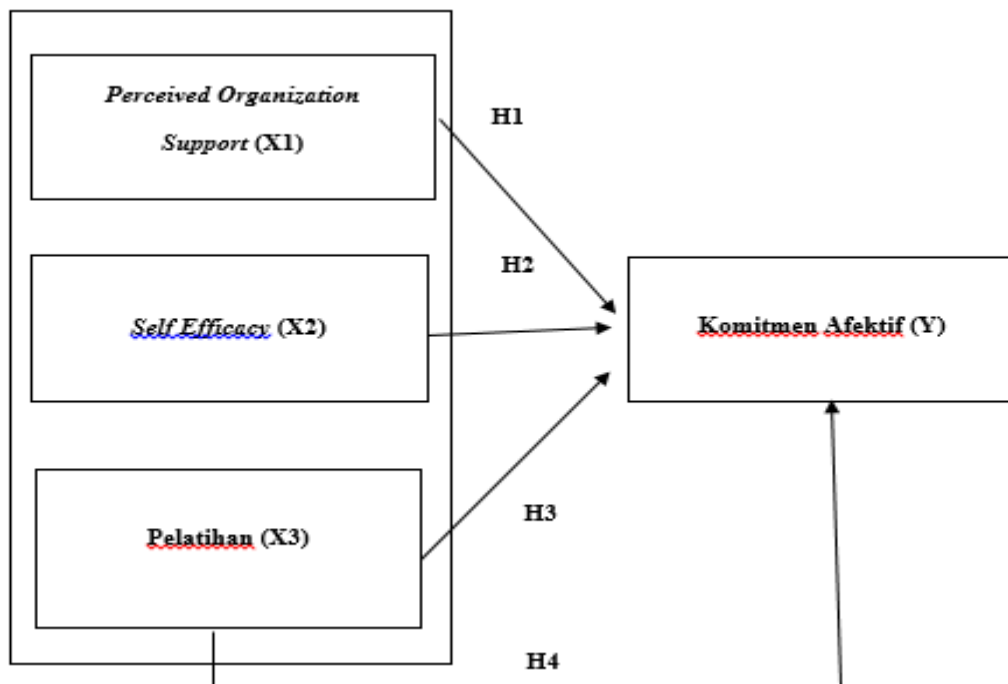 Perceived Organization
Support (X1)
H1
H2
Self Efficacy (X2)
Komitmen Afektif (Y)
Pelatihan (X3)
H3
H4